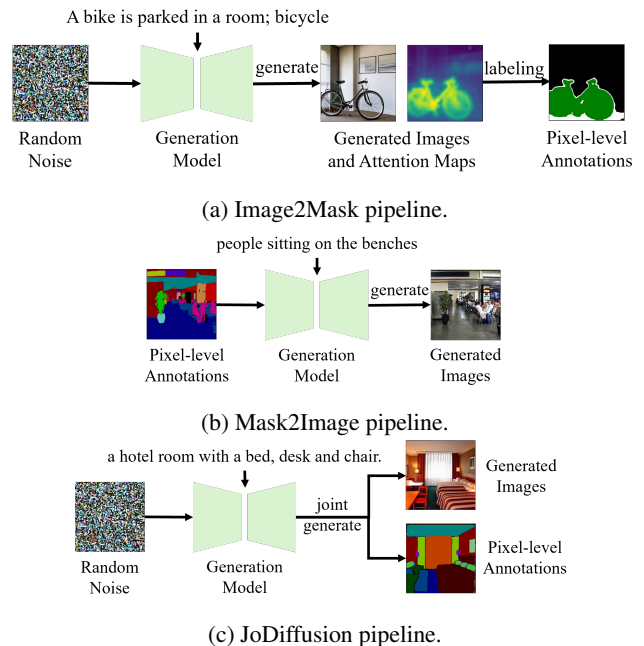 A bike is parked in a room; bicycle
generate
labeling
Random
Noise
Generation
Model
Generated Images
and Attention Maps
Pixel-level
Annotations
(a) Image2Mask pipeline.
people sitting on the benches
generate
Pixel-level
Annotations
Generation
Model
Generated
Images
(b) Mask2Image pipeline.
a hotel room with a bed, desk and chair.
joint
generate
Generated
Images
Random
Noise
Generation
Model
Pixel-level
Annotations
(c) JoDiffusion pipeline.